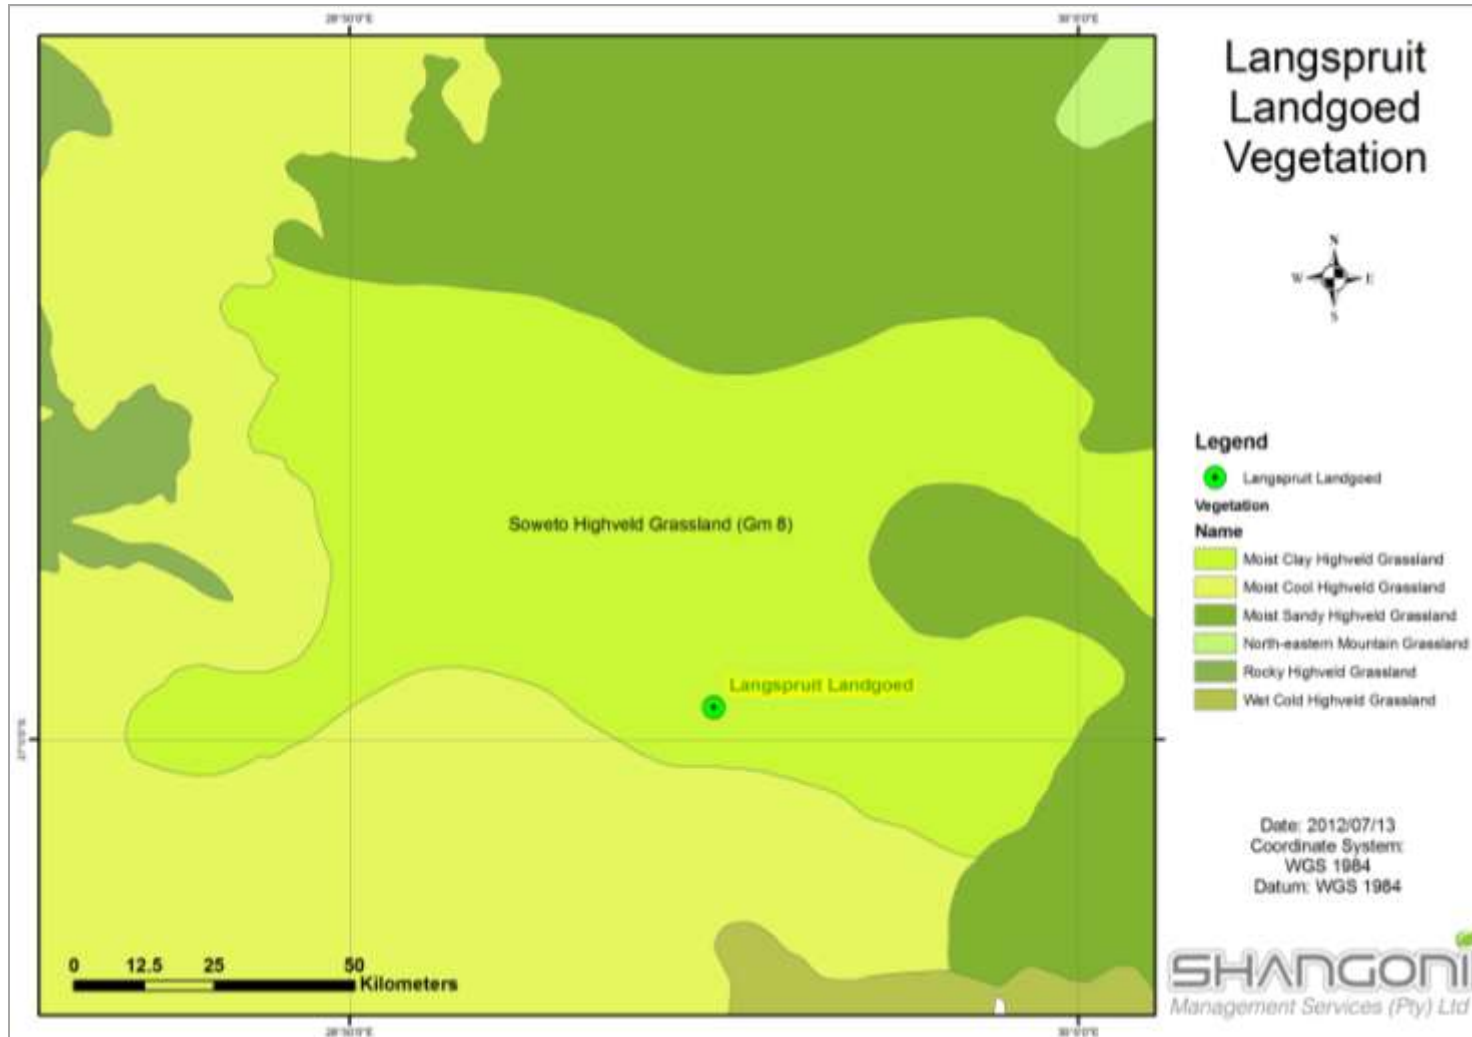 Langspruit
Landgoed
Vegetation
N
W E
S
Soweto Highveld Grassland (Gm 8)
Langspruit Landgoed
0 12.5 25 50
Kilometers
Legend
Langspruit Landgoed
Vegetation
Name
Moist Clay Highveld Grassland
Moist Cool Highveld Grassland
Moist Sandy Highveld Grassland
North-eastern Mountain Grassland
Rocky Highveld Grassland
Wet Cold Highveld Grassland
Date: 2012/07/13
Coordinate System:
WGS 1984
Datum: WGS 1984
SHANGONI
Management Services (Pty) Ltd